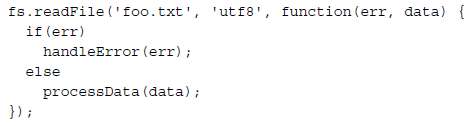 fs.readFile('foo.txt', 'utf8', function(err, data) {
  if(err)
    handleError(err);
  else
    processData(data);
});